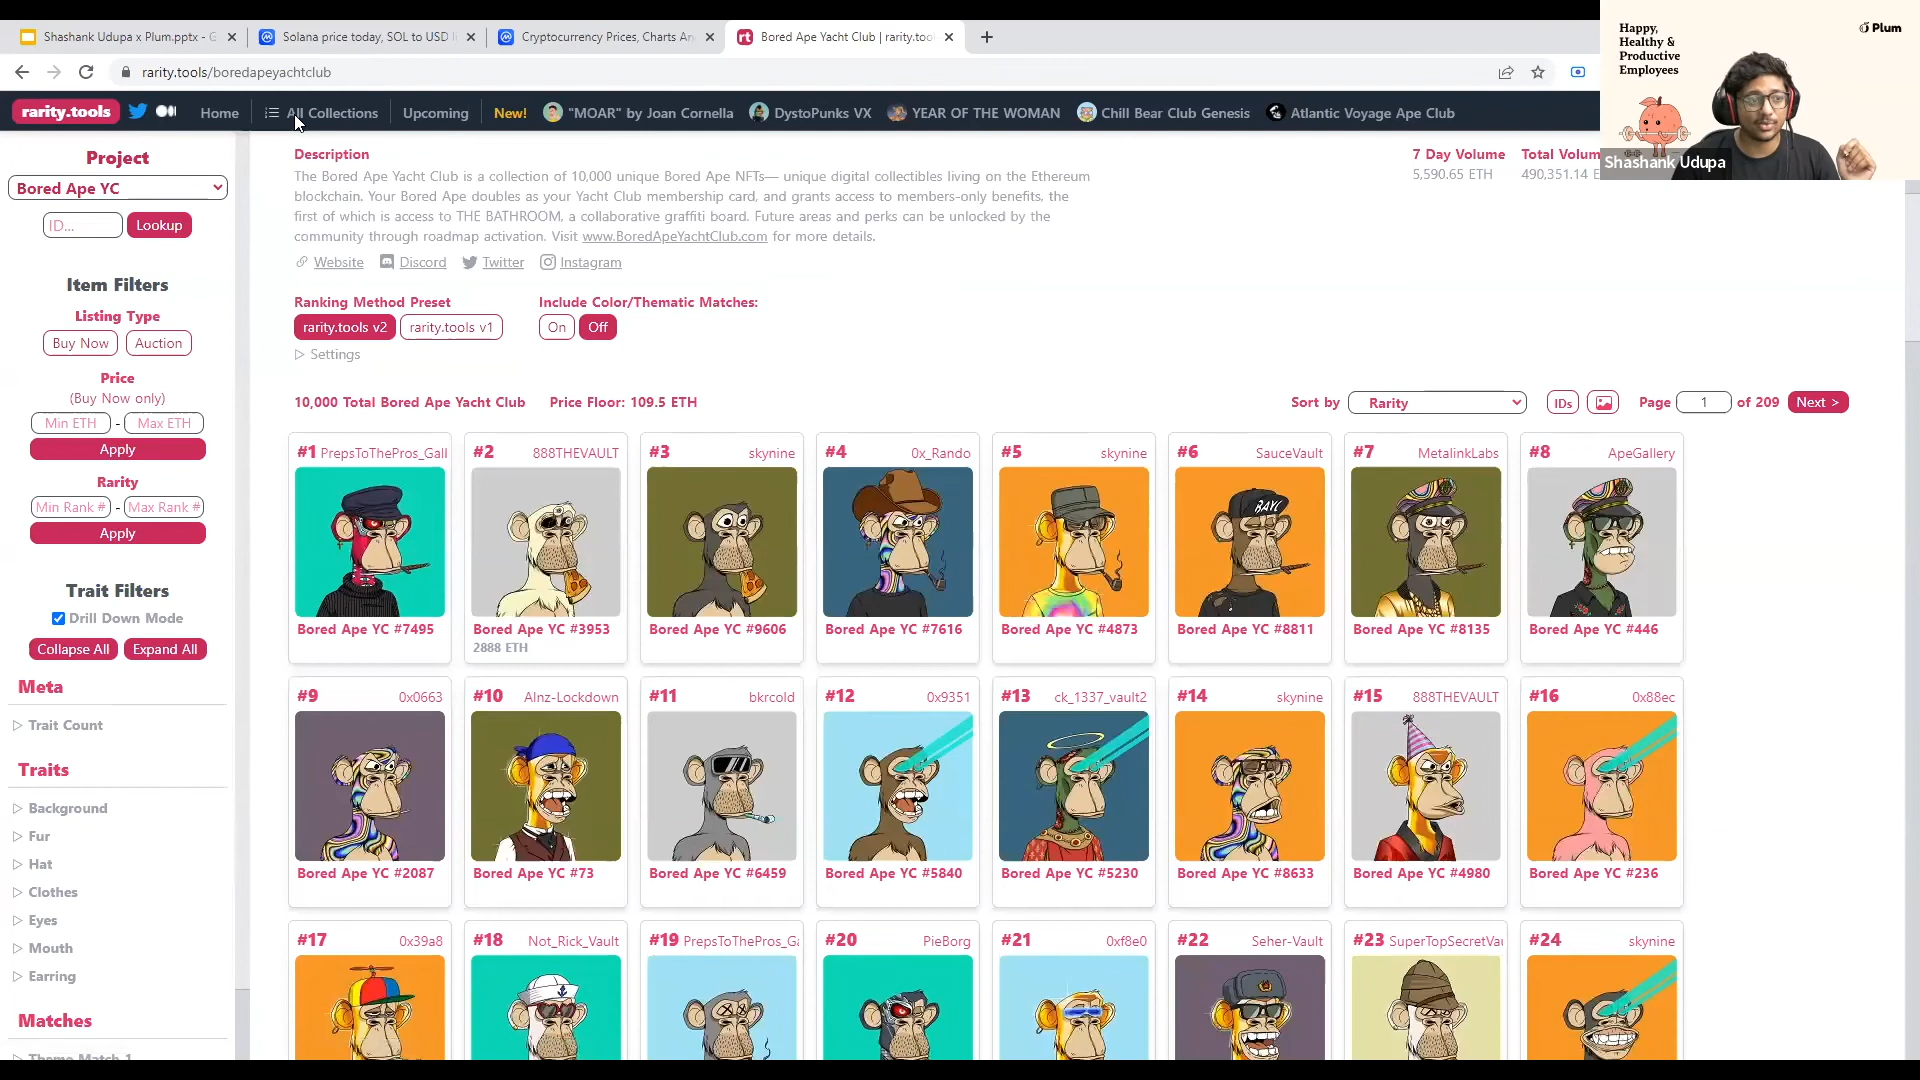 Shashank Udupa x Plum.pptx - G
Solana price today, SOL to USD li
Cryptocurrency Prices, Charts An
Bored Ape Yacht Club | rarity.too
rarity.tools/boredapeyachtclub
Happy,
Healthy &
Productive
Employees
Plum
Shashank Udupa
rarity.tools
Home
All Collections
Upcoming
New!
"MOAR" by Joan Cornella
DystoPunks VX
YEAR OF THE WOMAN
Chill Bear Club Genesis
Atlantic Voyage Ape Club
Project
Bored Ape YC
ID...
Lookup
Item Filters
Listing Type
Buy Now
Auction
Price
(Buy Now only)
Min ETH - Max ETH
Apply
Rarity
Min Rank # - Max Rank #
Apply
Trait Filters
Drill Down Mode
Collapse All
Expand All
Meta
Trait Count
Traits
Background
Fur
Hat
Clothes
Eyes
Mouth
Earring
Matches
Description
The Bored Ape Yacht Club is a collection of 10,000 unique Bored Ape NFTs— unique digital collectibles living on the Ethereum
blockchain. Your Bored Ape doubles as your Yacht Club membership card, and grants access to members-only benefits, the
first of which is access to THE BATHROOM, a collaborative graffiti board. Future areas and perks can be unlocked by the
community through roadmap activation. Visit www.BoredApeYachtClub.com for more details.
Website
Discord
Twitter
Instagram
7 Day Volume
5,590.65 ETH
Total Volum
490,351.14 E
Ranking Method Preset
rarity.tools v2
rarity.tools v1
Include Color/Thematic Matches:
On
Off
Settings
10,000 Total Bored Ape Yacht Club
Price Floor: 109.5 ETH
Sort by
Rarity
IDs
Page 1 of 209
Next >
#1 PrepsToThePros_Gall
Bored Ape YC #7495
#2 888THEVAULT
Bored Ape YC #3953
2888 ETH
#3 skynine
Bored Ape YC #9606
#4 0x_Rando
Bored Ape YC #7616
#5 skynine
Bored Ape YC #4873
#6 SauceVault
BAYC
Bored Ape YC #8811
#7 MetalinkLabs
Bored Ape YC #8135
#8 ApeGallery
Bored Ape YC #446
#9 0x0663
Bored Ape YC #2087
#10 Alnz-Lockdown
Bored Ape YC #73
#11 bkrcold
Bored Ape YC #6459
#12 0x9351
Bored Ape YC #5840
#13 ck_1337_vault2
Bored Ape YC #5230
#14 skynine
Bored Ape YC #8633
#15 888THEVAULT
Bored Ape YC #4980
#16 0x88ec
Bored Ape YC #236
#17 0x39a8
#18 Not_Rick_Vault
#19 PrepsToThePros_Ga
#20 PieBorg
#21 0xf8e0
#22 Seher-Vault
#23 SuperTopSecretVau
#24 skynine